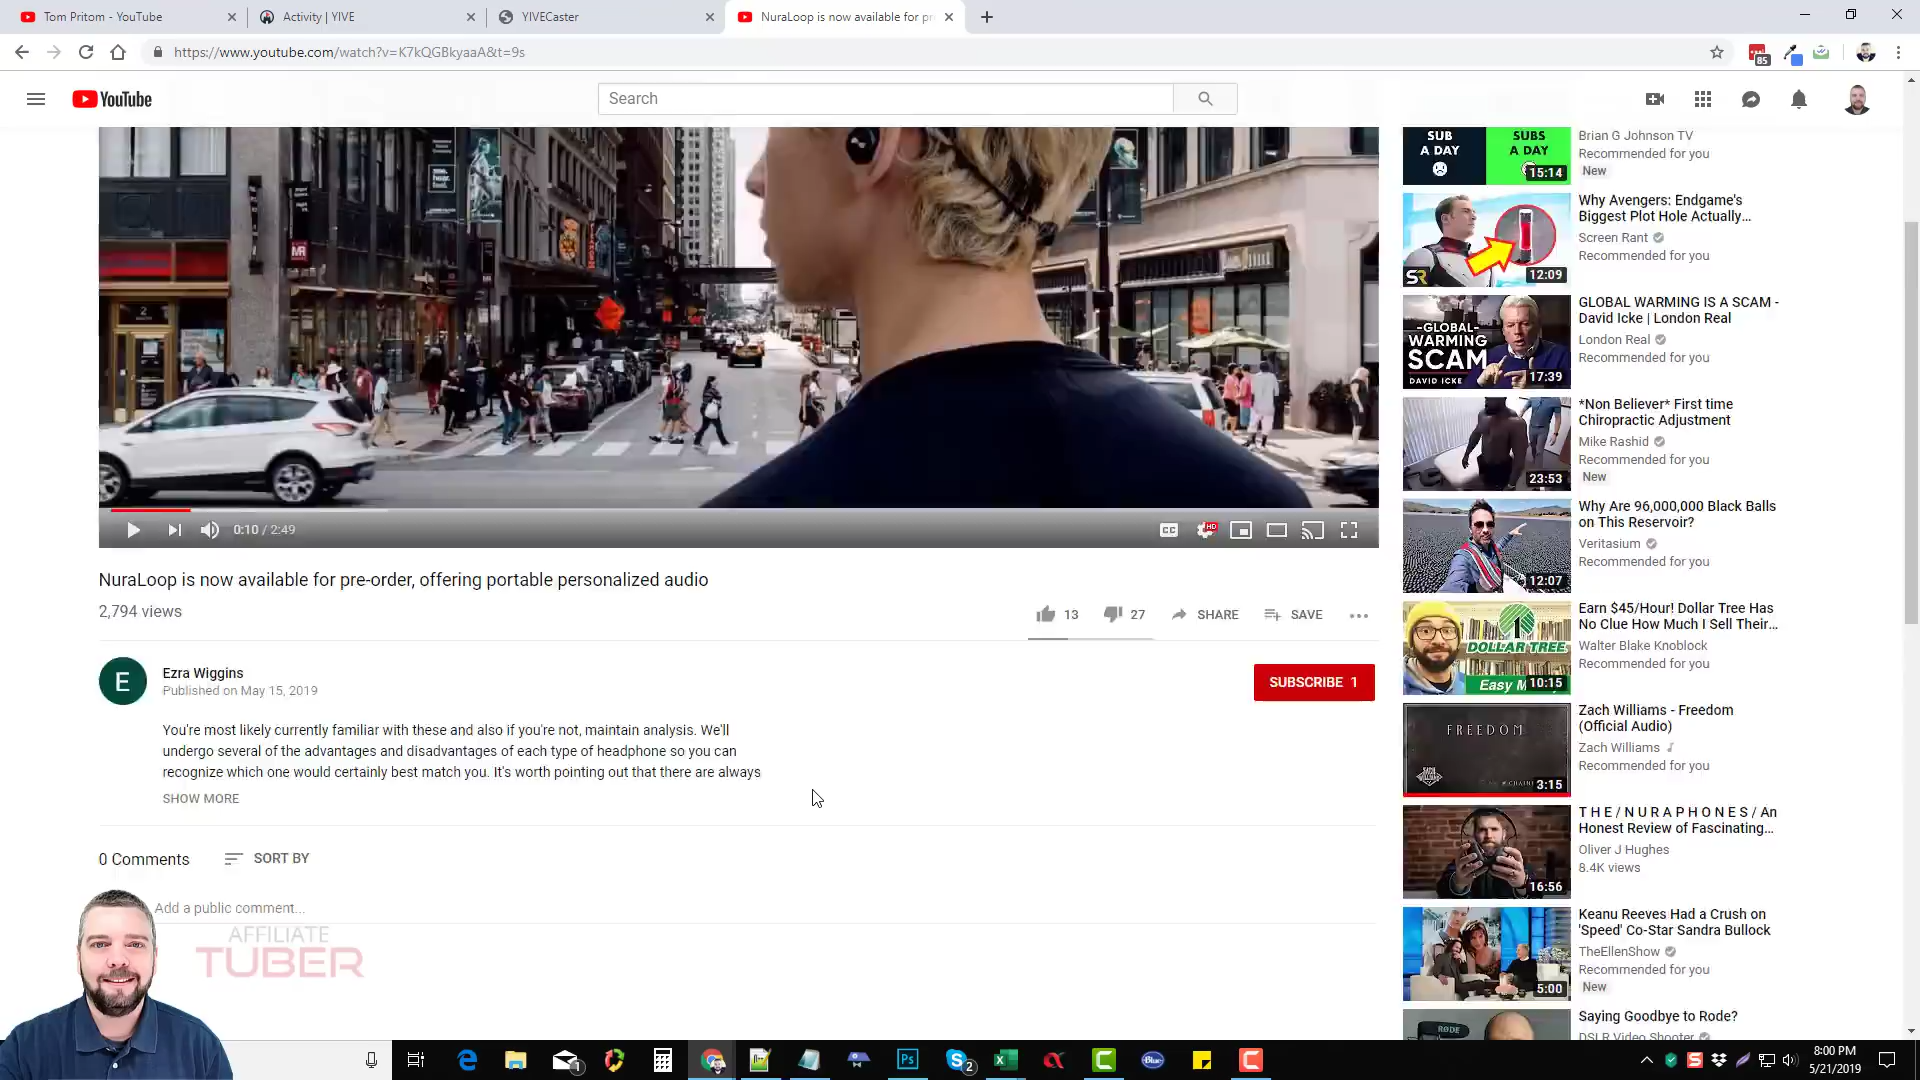 Tom Pritom - YouTube
Activity | YIVE
YIVECaster
NuraLoop is now available for pr
https://www.youtube.com/watch?v=K7kQGBkyaaA&t=9s
85
YouTube
Search
0:10 / 2:49
CC
HD
NuraLoop is now available for pre-order, offering portable personalized audio
2,794 views
13
27
SHARE
SAVE
E
Ezra Wiggins
Published on May 15, 2019
SUBSCRIBE 1
You're most likely currently familiar with these and also if you're not, maintain analysis. We'll
undergo several of the advantages and disadvantages of each type of headphone so you can
recognize which one would certainly best match you. It's worth pointing out that there are always
SHOW MORE
0 Comments
SORT BY
Add a public comment...
AFFILIATE
TUBER
SUB
A DAY
SUBS
A DAY
15:14
Brian G Johnson TV
Recommended for you
New
SR
12:09
Why Avengers: Endgame's
Biggest Plot Hole Actually...
Screen Rant
Recommended for you
-GLOBAL-
WARMING
SCAM
DAVID ICKE
17:39
GLOBAL WARMING IS A SCAM -
David Icke | London Real
London Real
Recommended for you
23:53
*Non Believer* First time
Chiropractic Adjustment
Mike Rashid
Recommended for you
New
12:07
Why Are 96,000,000 Black Balls
on This Reservoir?
Veritasium
Recommended for you
DOLLAR TREE
Easy M
10:15
Earn $45/Hour! Dollar Tree Has
No Clue How Much I Sell Their...
Walter Blake Knoblock
Recommended for you
FREEDOM
3:15
Zach Williams - Freedom
(Official Audio)
Zach Williams
Recommended for you
16:56
T H E / N U R A P H O N E S / An
Honest Review of Fascinating...
Oliver J Hughes
8.4K views
5:00
Keanu Reeves Had a Crush on
'Speed' Co-Star Sandra Bullock
TheEllenShow
Recommended for you
New
RØDE
Saying Goodbye to Rode?
DSLR Video Shooter
1
Ps
2
Blue
8:00 PM
5/21/2019